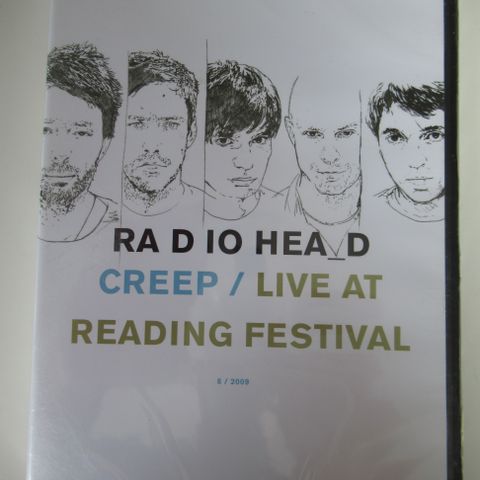 RA D IO HEA_D
CREEP / LIVE AT
READING FESTIVAL
8 / 2009